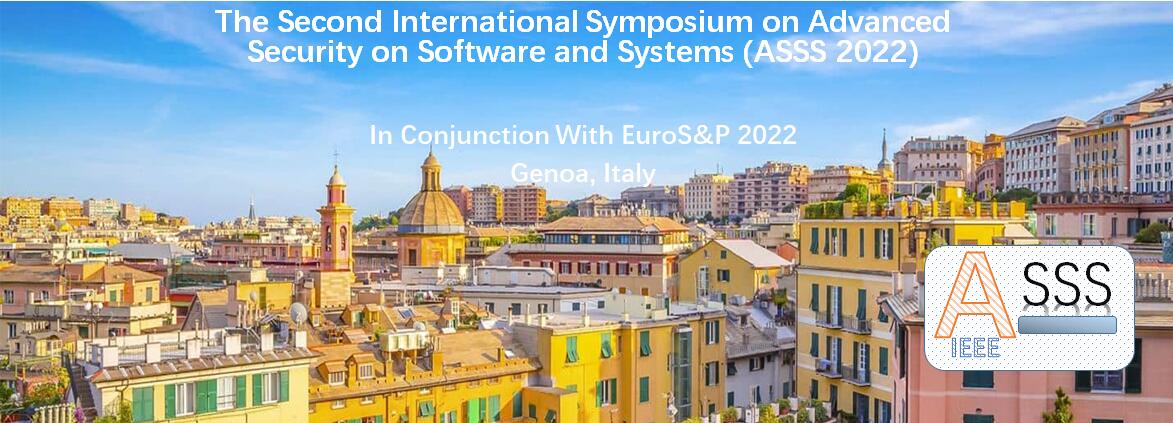 The Second International Symposium on Advanced
Security on Software and Systems (ASSS 2022)
In Conjunction With EuroS&P 2022
Genoa, Italy
ASSS
IEEE